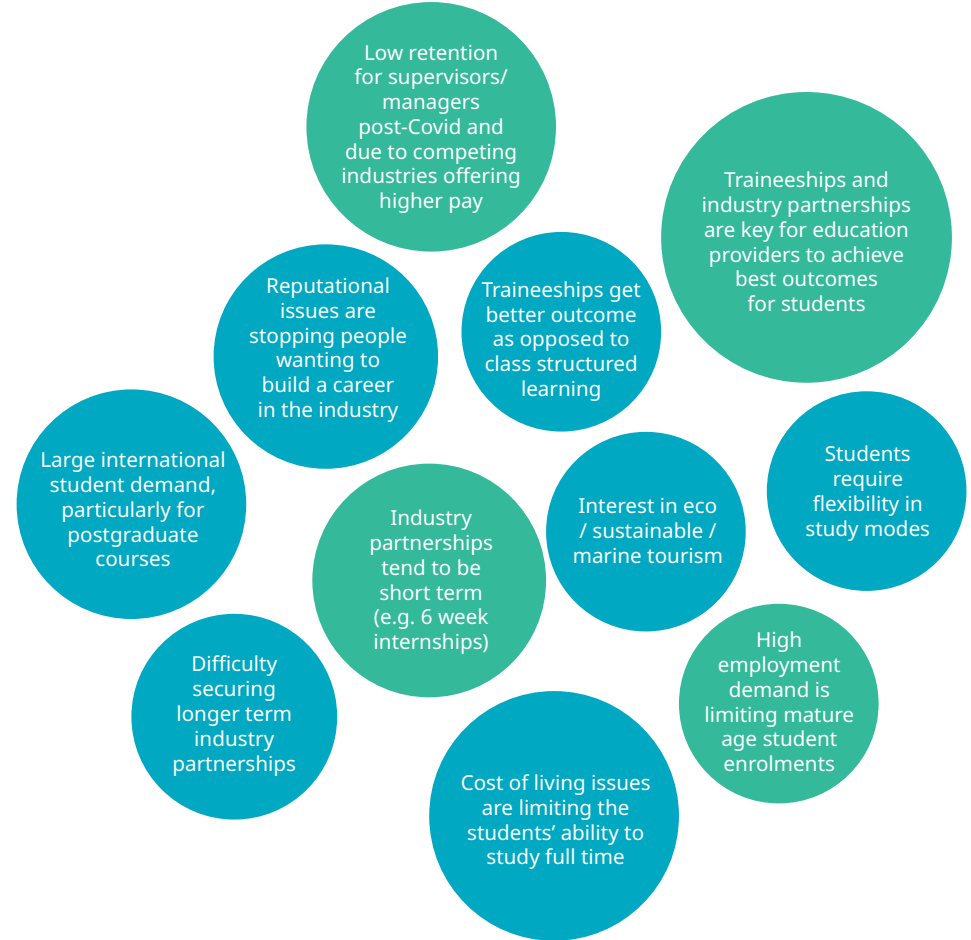 Low retention
for supervisors/
managers
post-Covid and
due to competing
industries offering
higher pay
Traineeships and
industry partnerships
are key for education
providers to achieve
best outcomes
for students
Reputational
issues are
stopping people
wanting to
build a career
in the industry
Traineeships get
better outcome
as opposed to
class structured
learning
Large international
student demand,
particularly for
postgraduate
courses
Industry
partnerships
tend to be
short term
(e.g. 6 week
internships)
Interest in eco
/ sustainable /
marine tourism
Students
require
flexibility in
study modes
Difficulty
securing
longer term
industry
partnerships
High
employment
demand is
limiting mature
age student
enrolments
Cost of living issues
are limiting the
students’ ability to
study full time